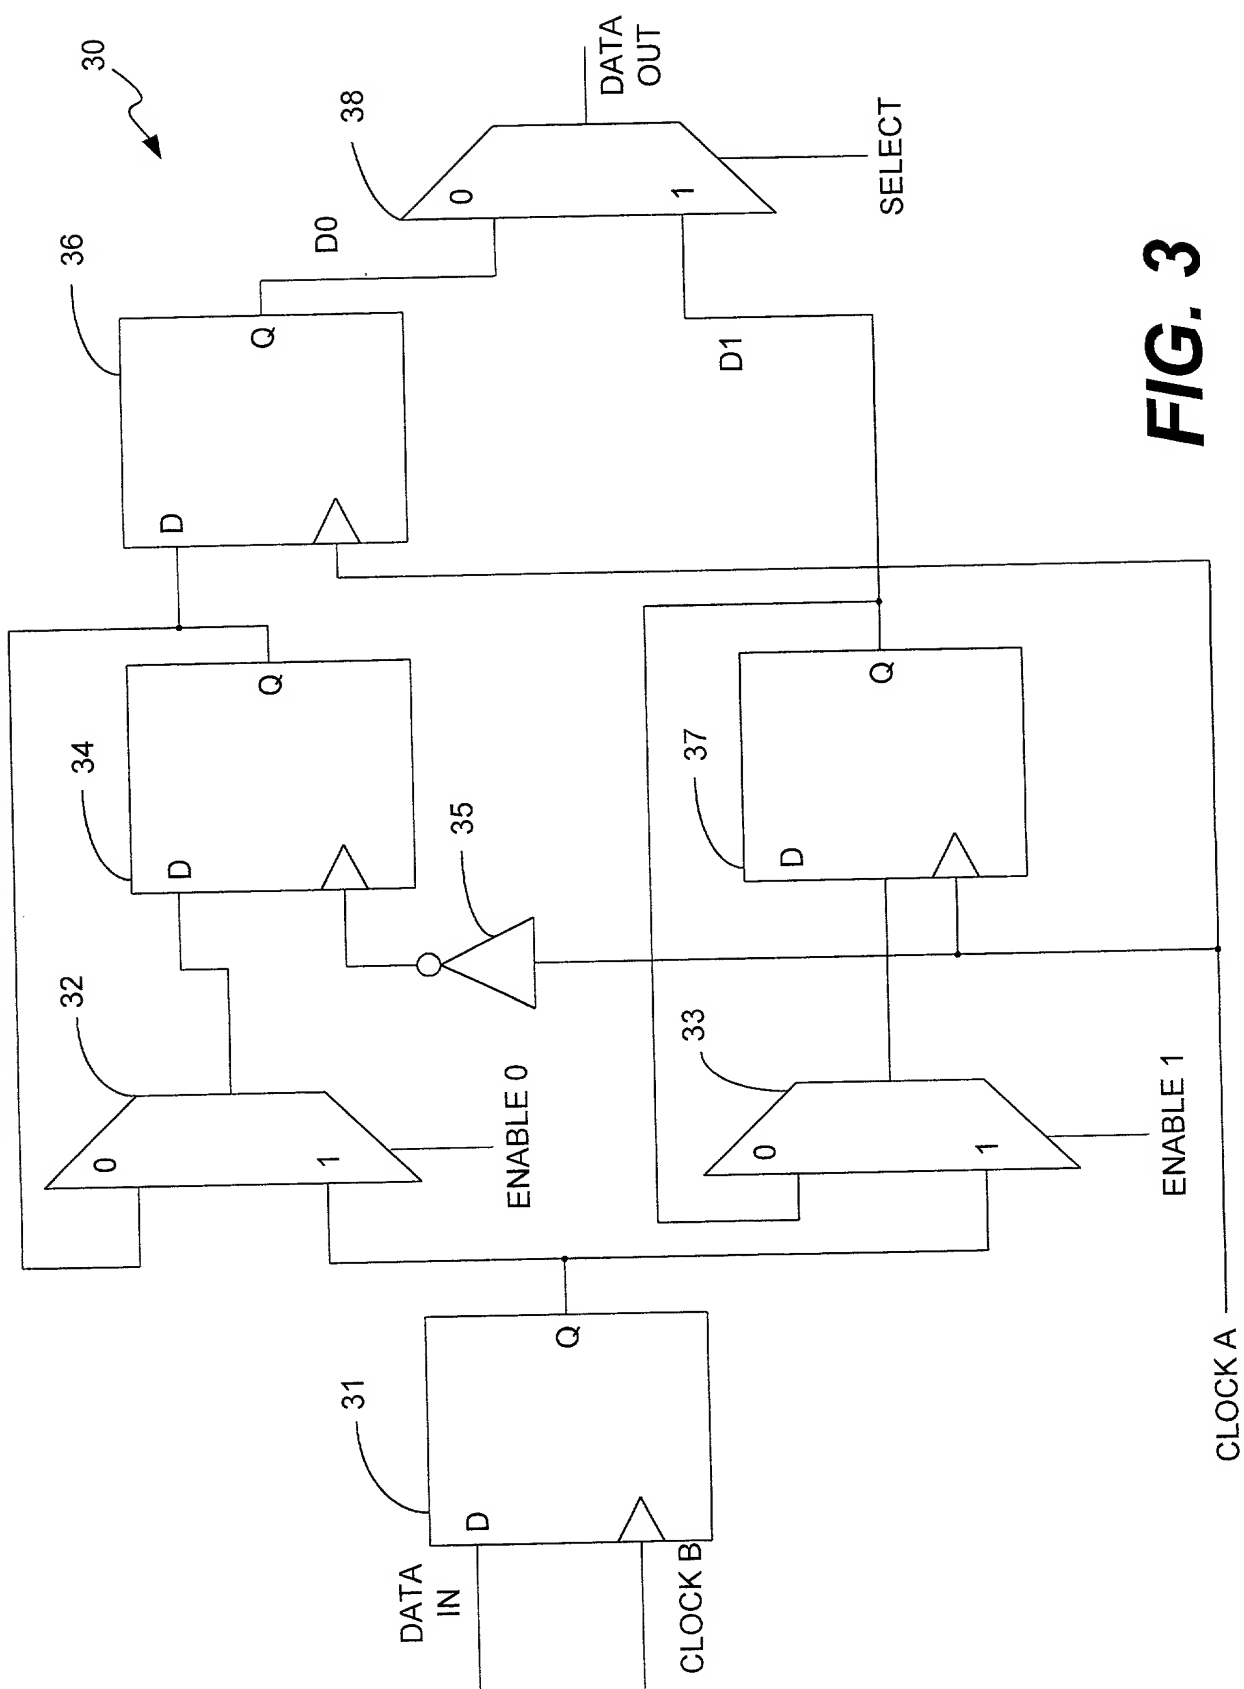 30
36
38
D
Q
D0
0
1
DATA
OUT
SELECT
D1
34
D
Q
32
0
1
ENABLE 0
35
37
D
Q
33
0
1
ENABLE 1
31
D
Q
DATA
IN
CLOCK B
CLOCK A
FIG. 3